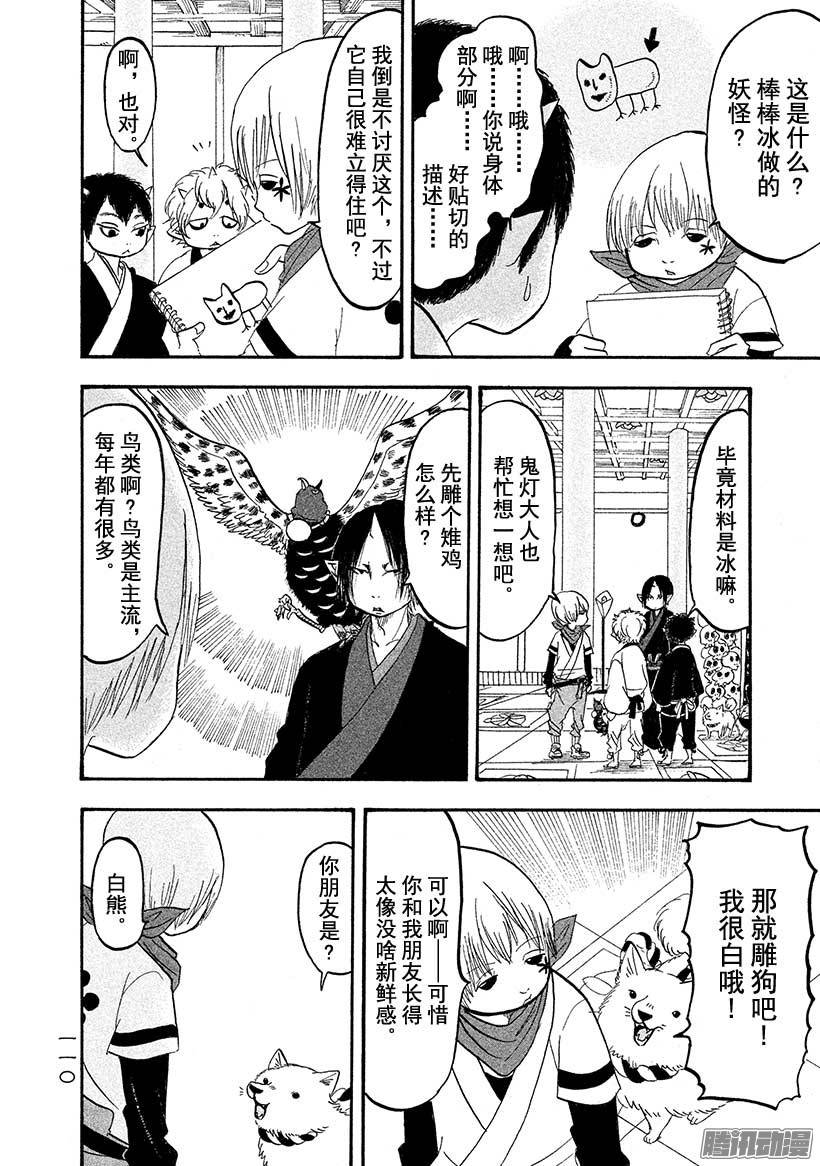 这是什么？
棒棒冰做的
妖怪？
啊……哦……
哦……你说身体
部分啊……
好贴切的
描述……
我倒是不讨厌这个，不过
它自己很难立得住吧？
啊，也对。
毕竟材料是冰嘛。
鬼灯大人也
帮忙想一想吧。
先雕个雉鸡
怎么样？
鸟类啊？鸟类是主流，
每年都有很多。
那就雕狗吧！
我很白哦！
可以啊——可惜
你和我朋友长得
太像没啥新鲜感。
你朋友是？
白熊。
一一〇
腾讯动漫